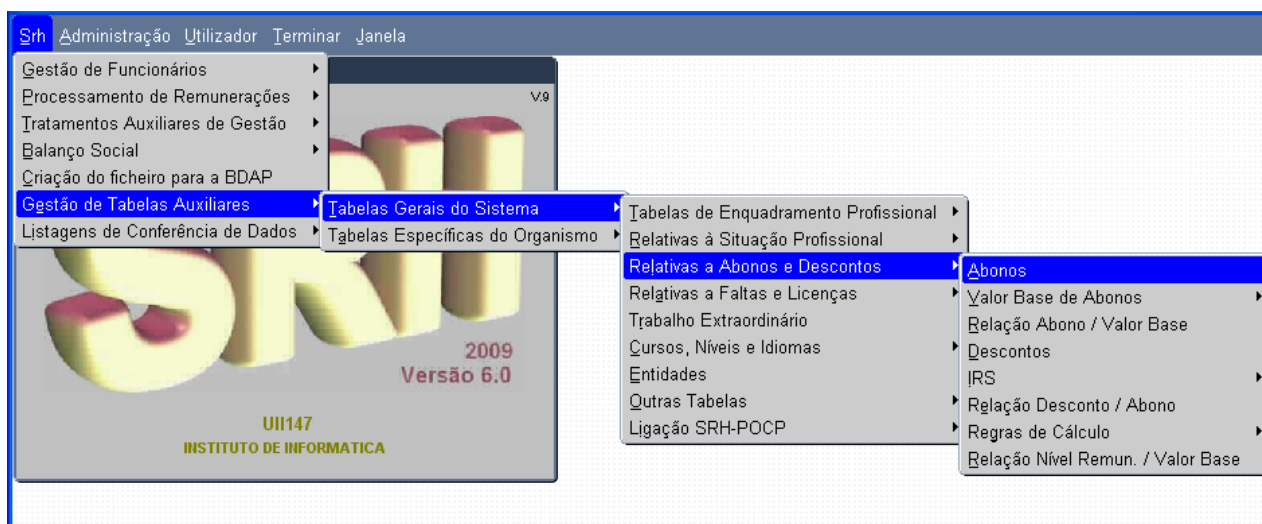 Srh Administração Utilizador Terminar Janela
Gestão de Funcionários
Processamento de Remunerações
Tratamentos Auxiliares de Gestão
Balanço Social
Criação do ficheiro para a BDAP
Gestão de Tabelas Auxiliares
Listagens de Conferência de Dados
V.9
SRH
2009
Versão 6.0
UII147
INSTITUTO DE INFORMATICA
Tabelas Gerais do Sistema
Tabelas Específicas do Organismo
Tabelas de Enquadramento Profissional
Relativas à Situação Profissional
Relativas a Abonos e Descontos
Relativas a Faltas e Licenças
Trabalho Extraordinário
Cursos, Níveis e Idiomas
Entidades
Outras Tabelas
Ligação SRH-POCP
Abonos
Valor Base de Abonos
Relação Abono / Valor Base
Descontos
IRS
Relação Desconto / Abono
Regras de Cálculo
Relação Nível Remun. / Valor Base